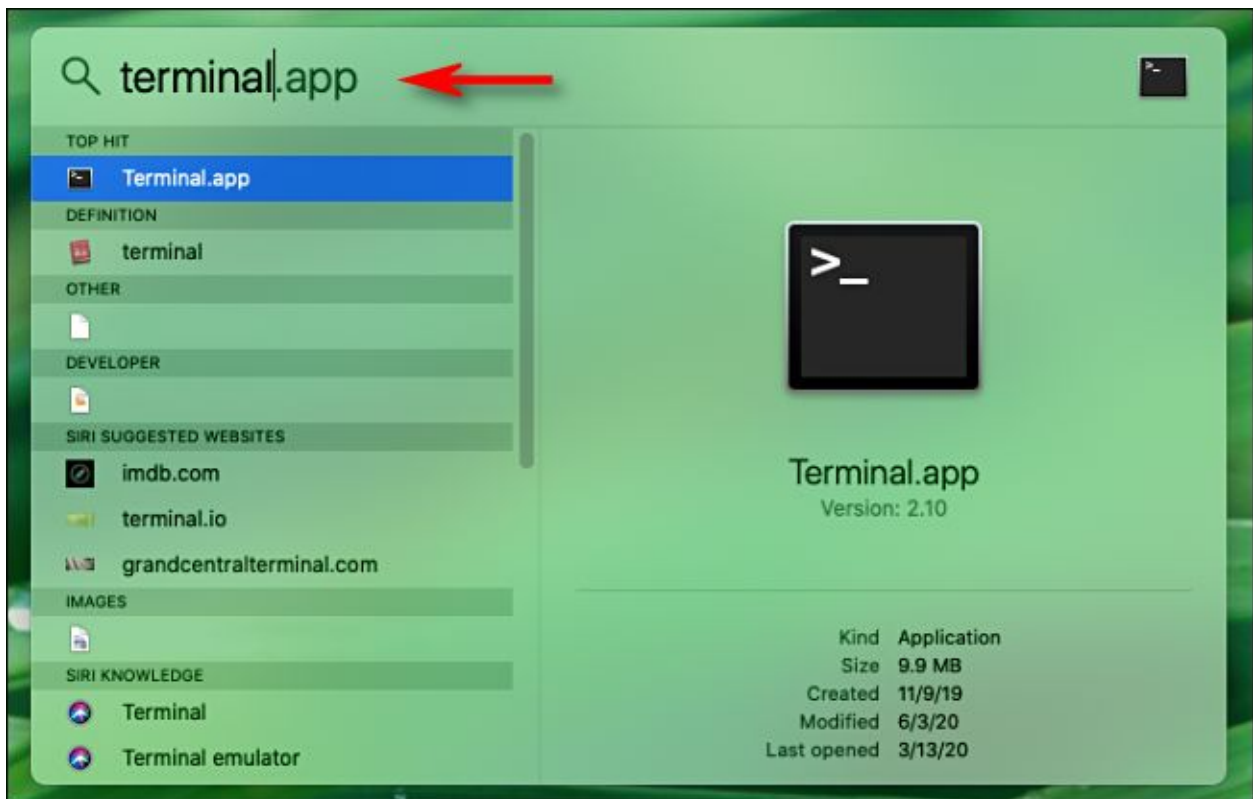 terminal.app
TOP HIT
Terminal.app
DEFINITION
terminal
OTHER
DEVELOPER
SIRI SUGGESTED WEBSITES
imdb.com
terminal.io
grandcentralterminal.com
IMAGES
SIRI KNOWLEDGE
Terminal
Terminal emulator
>_
Terminal.app
Version: 2.10
Kind Application
Size 9.9 MB
Created 11/9/19
Modified 6/3/20
Last opened 3/13/20